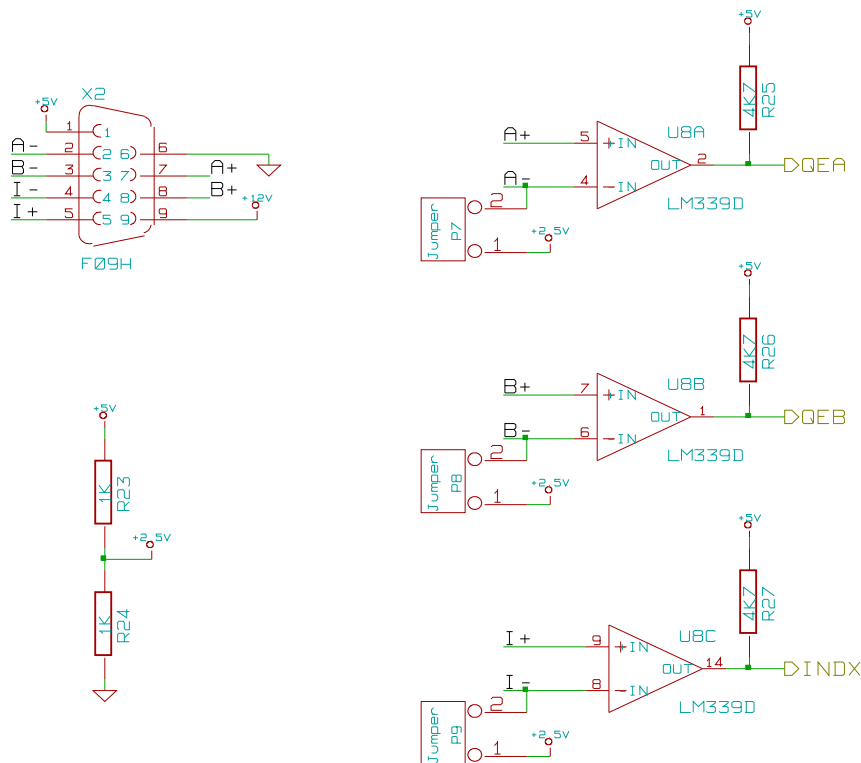 X2
+5V
1
1
A-
2
2
6
6
B-
3
3
7
7
A+
I-
4
4
8
8
B+
I+
5
5
9
9
+12V
F09H
+5V
1K
R23
+2.5V
1K
R24
+5V
4K7
R25
A+
5
+IN
U8A
OUT
2
QEA
A-
4
-IN
LM339D
Jumper
P7
2
1
+2.5V
+5V
4K7
R26
B+
7
+IN
U8B
OUT
1
QEB
B-
6
-IN
LM339D
Jumper
P8
2
1
+2.5V
+5V
4K7
R27
I+
9
+IN
U8C
OUT
14
INDX
I-
8
-IN
LM339D
Jumper
P9
2
1
+2.5V